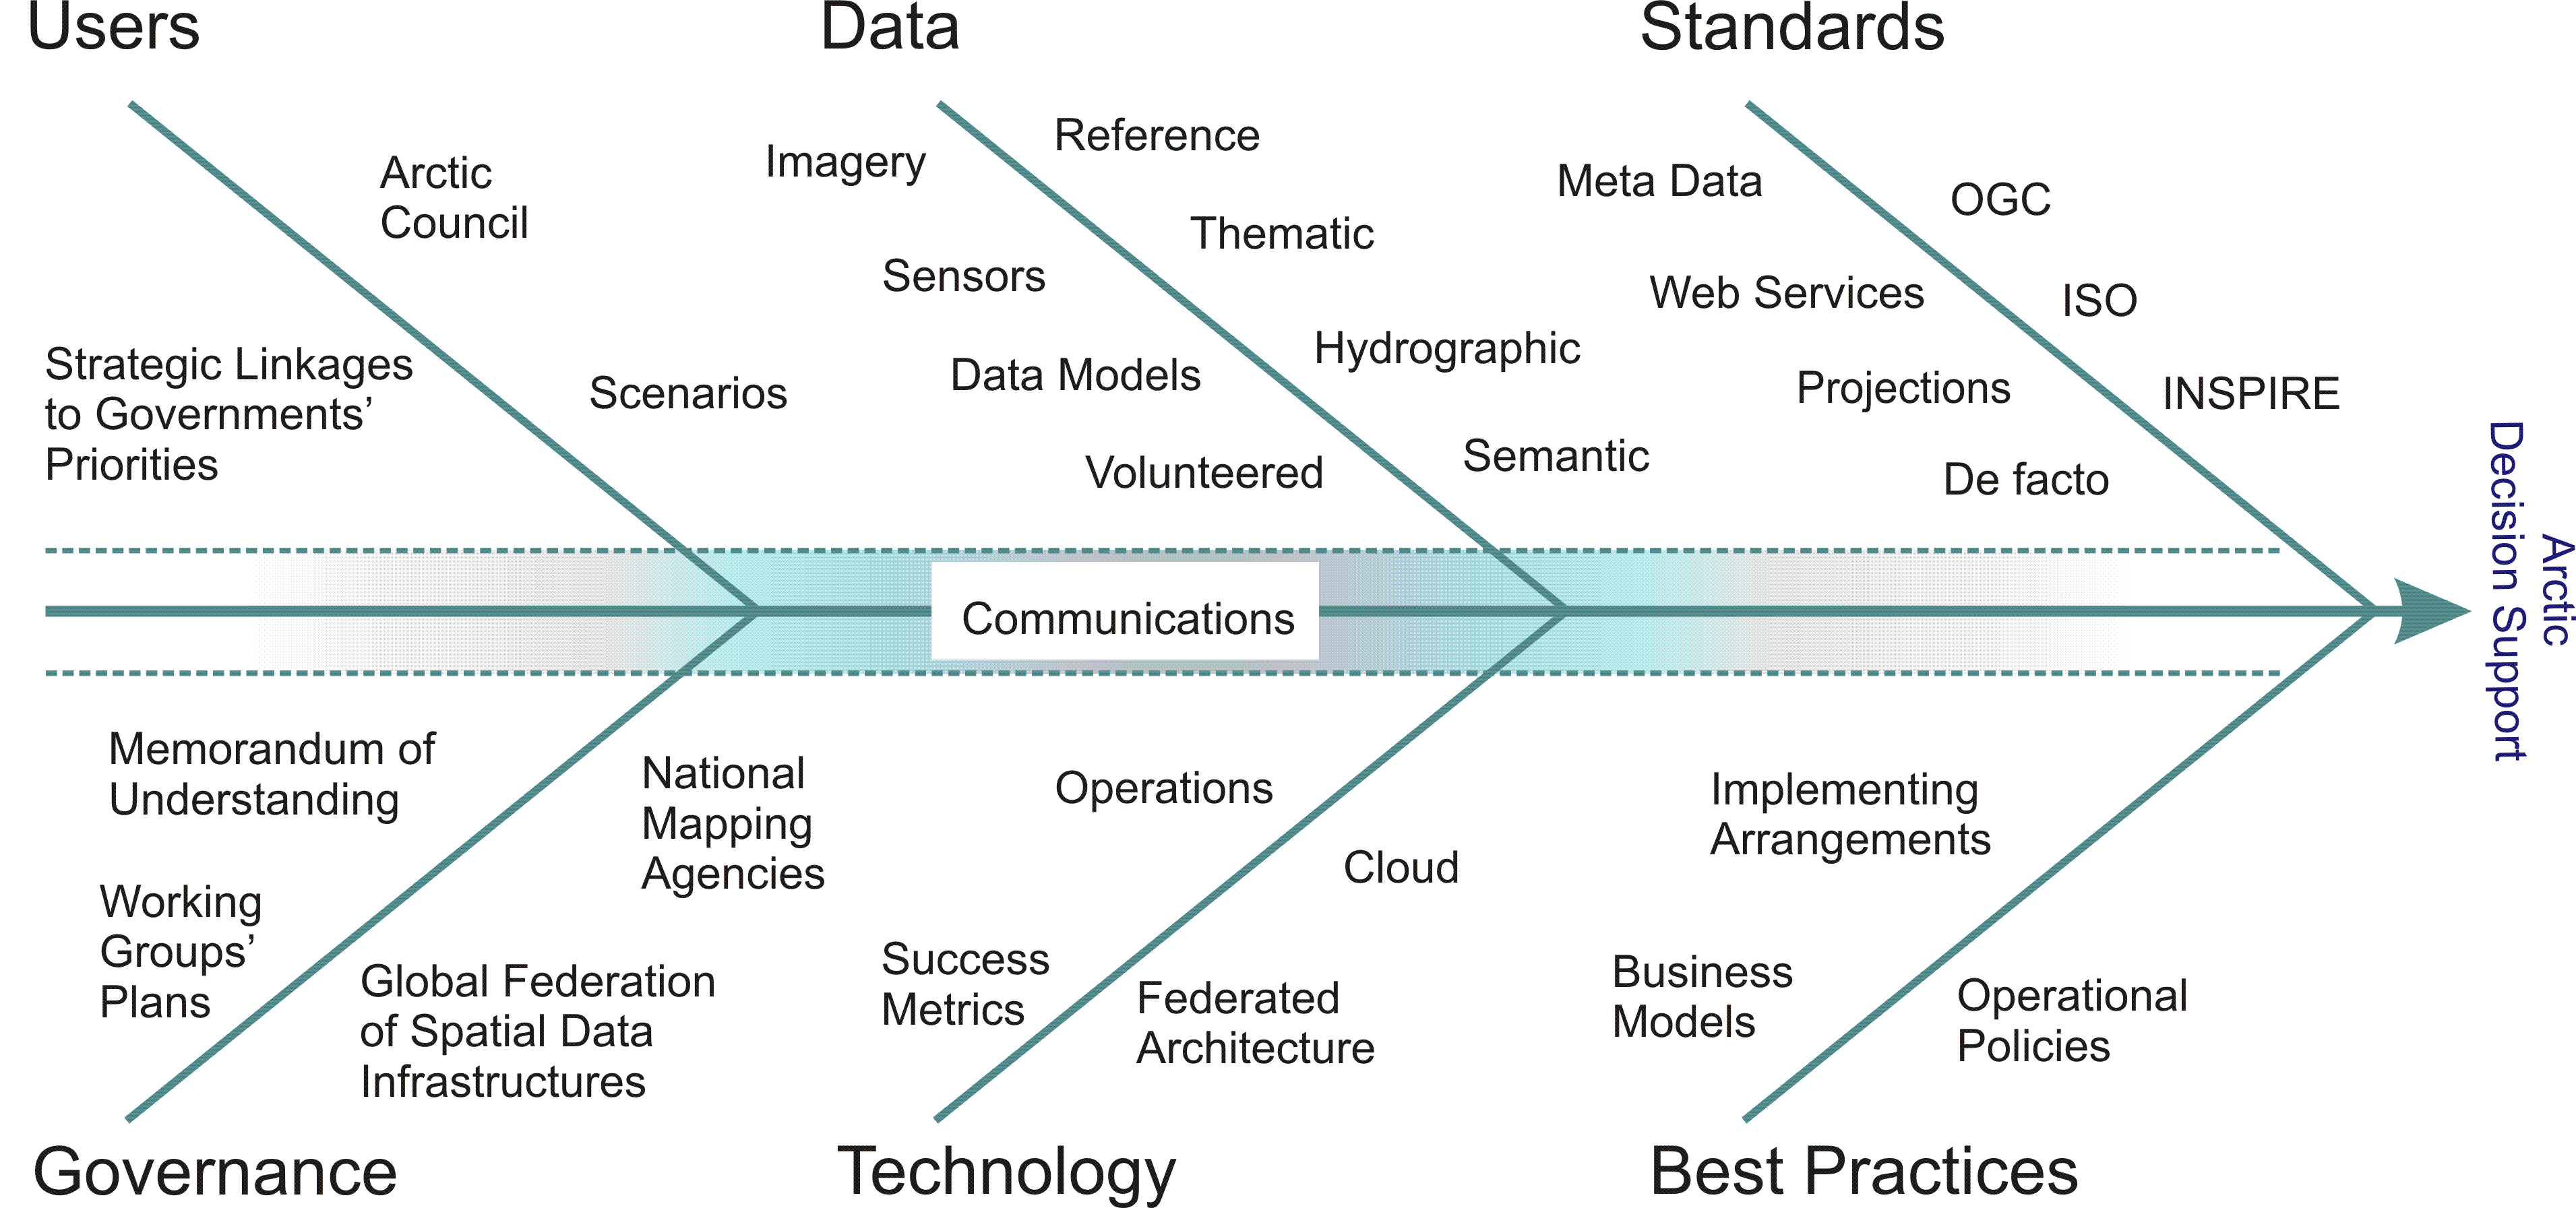 Users
Data
Standards
Arctic
Council
Strategic Linkages
to Governments’
Priorities
Scenarios
Imagery
Reference
Sensors
Thematic
Data Models
Hydrographic
Volunteered
Semantic
Meta Data
OGC
Web Services
ISO
Projections
INSPIRE
De facto
Communications
Arctic
Decision Support
Memorandum of
Understanding
National
Mapping
Agencies
Working
Groups’
Plans
Global Federation
of Spatial Data
Infrastructures
Operations
Cloud
Success
Metrics
Federated
Architecture
Implementing
Arrangements
Business
Models
Operational
Policies
Governance
Technology
Best Practices